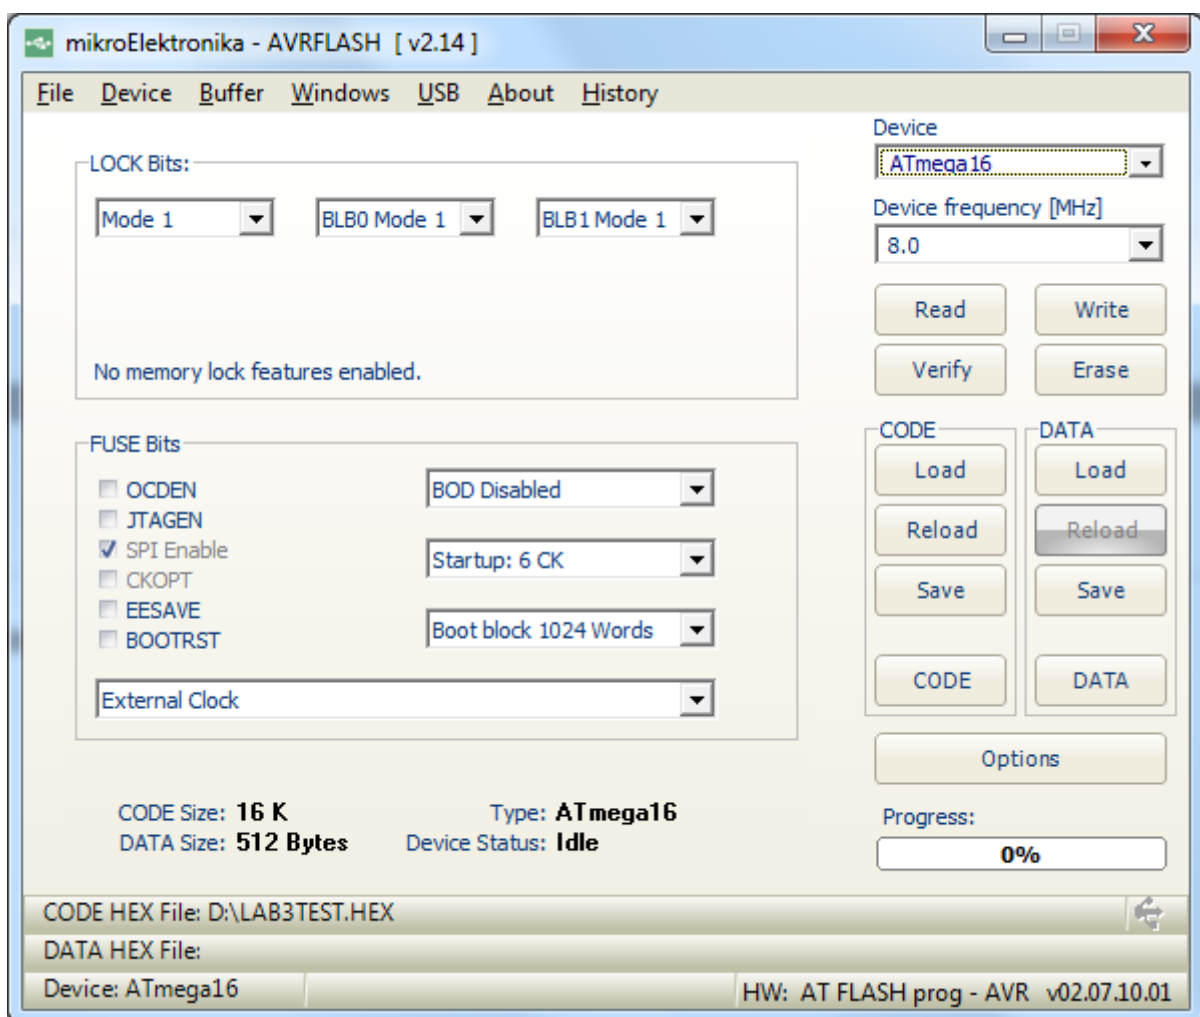 mikroElektronika - AVRFLASH [ v2.14 ]
File Device Buffer Windows USB About History
LOCK Bits:
Mode 1
BLB0 Mode 1
BLB1 Mode 1
No memory lock features enabled.
FUSE Bits
OCDEN
JTAGEN
SPI Enable
CKOPT
EESAVE
BOOTRST
BOD Disabled
Startup: 6 CK
Boot block 1024 Words
External Clock
CODE Size: 16 K
DATA Size: 512 Bytes
Type: ATmega16
Device Status: Idle
Device
ATmega16
Device frequency [MHz]
8.0
Read
Write
Verify
Erase
CODE
Load
Reload
Save
CODE
DATA
Load
Reload
Save
DATA
Options
Progress:
0%
CODE HEX File: D:\LAB3TEST.HEX
DATA HEX File:
Device: ATmega16
HW: AT FLASH prog - AVR v02.07.10.01